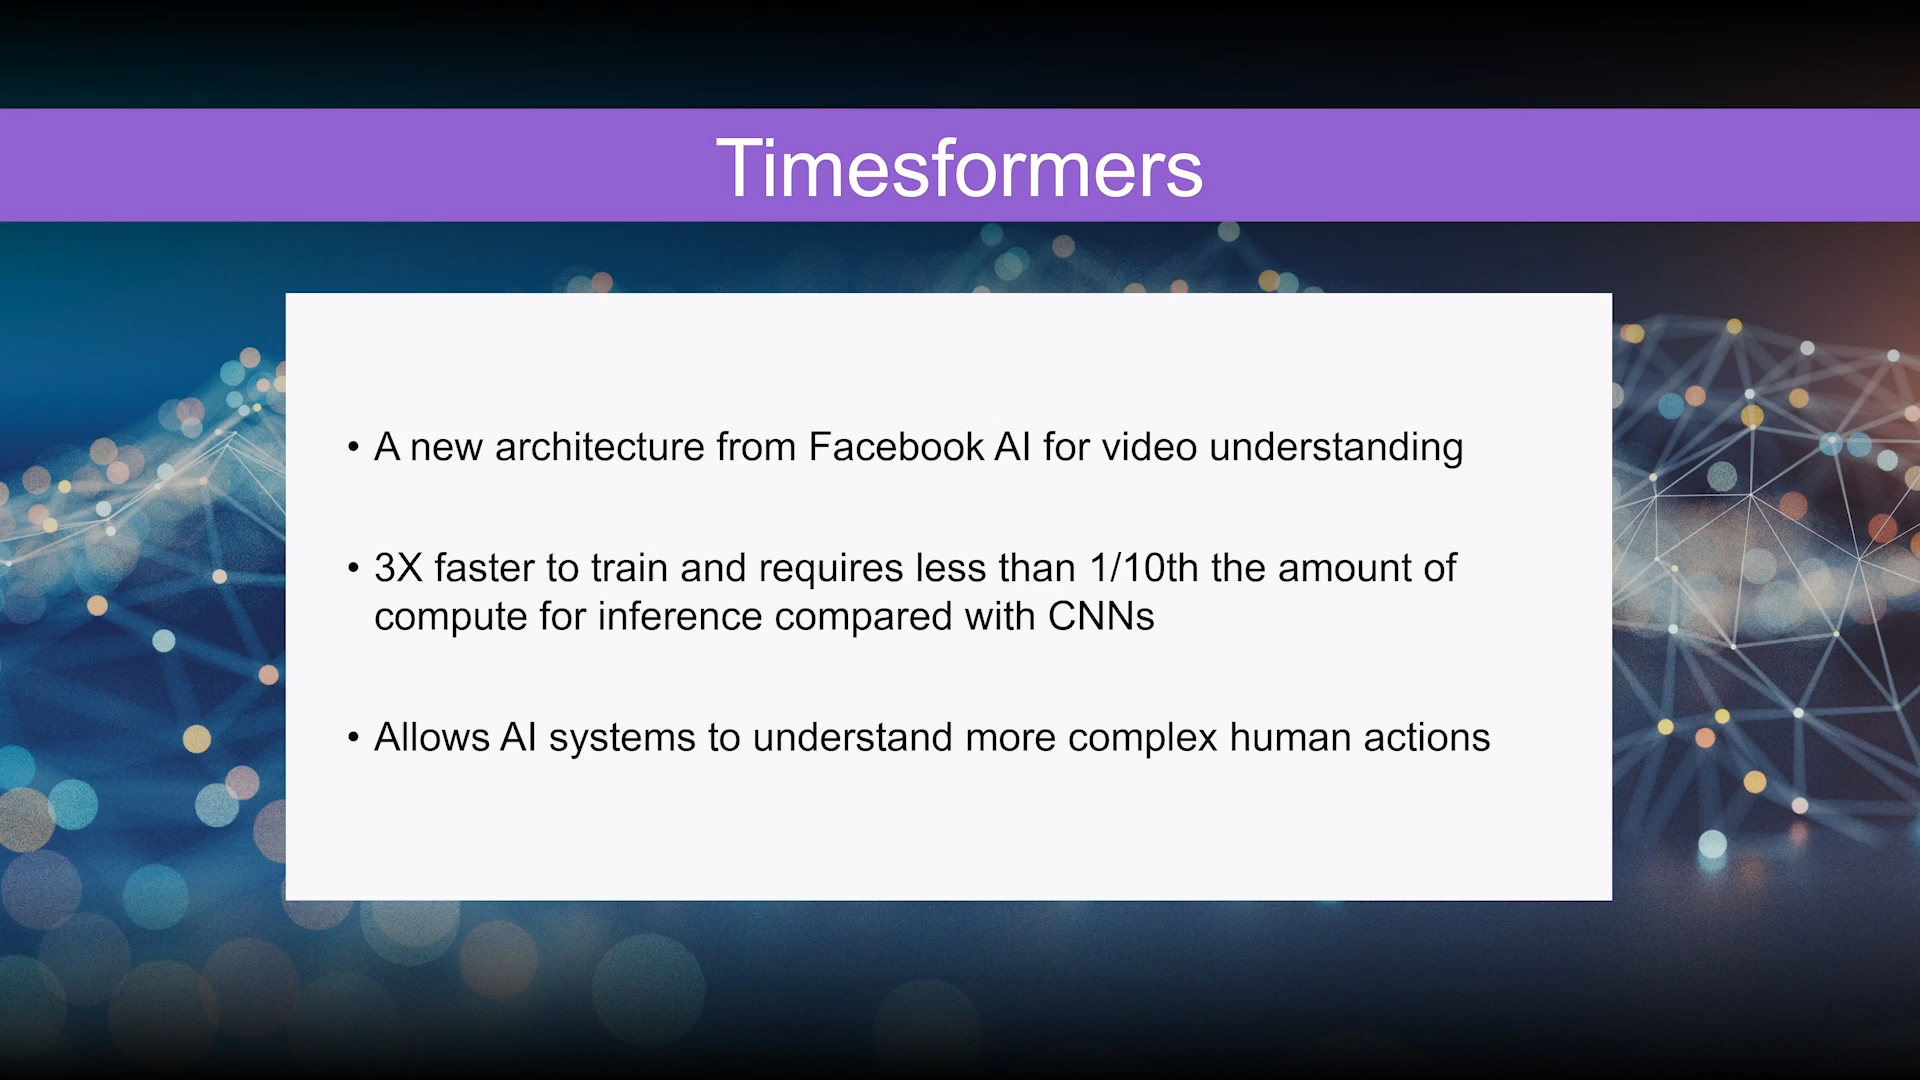 Timesformers
• A new architecture from Facebook AI for video understanding
• 3X faster to train and requires less than 1/10th the amount of
compute for inference compared with CNNs
• Allows AI systems to understand more complex human actions